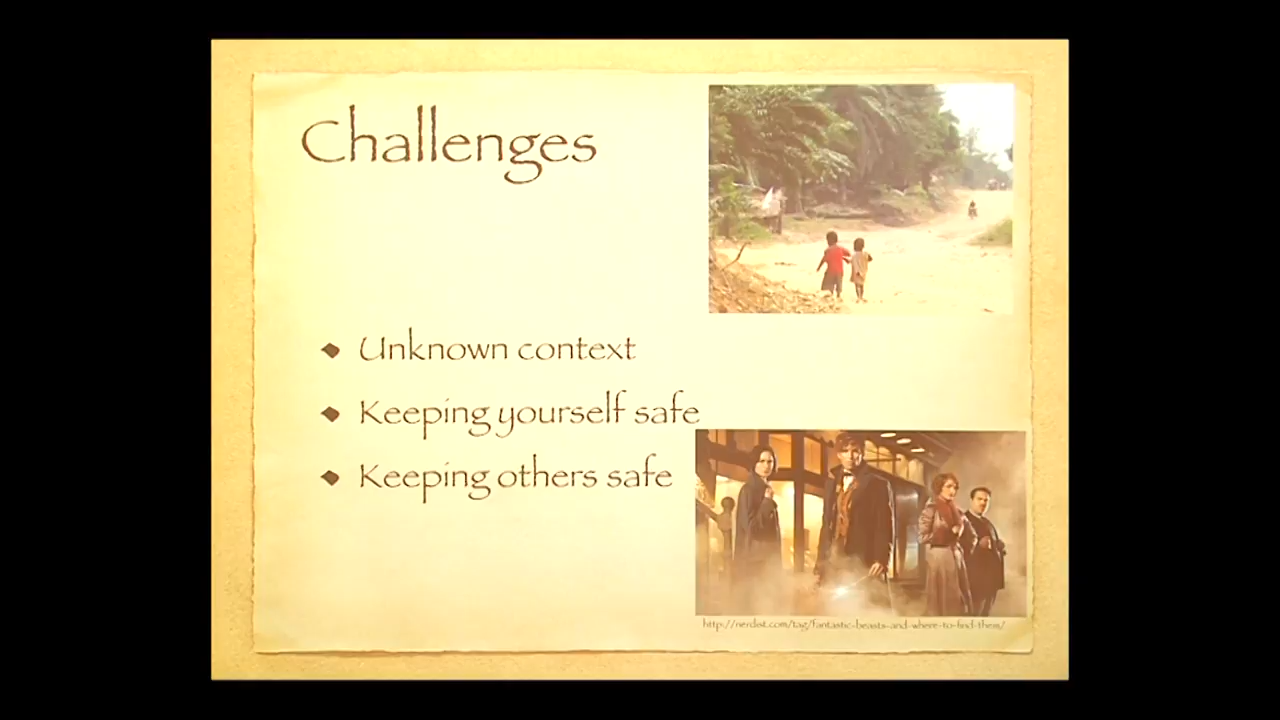 Challenges
Unknown context
Keeping yourself safe
Keeping others safe
http://nerdist.com/tag/fantastic-beasts-and-where-to-find-them/